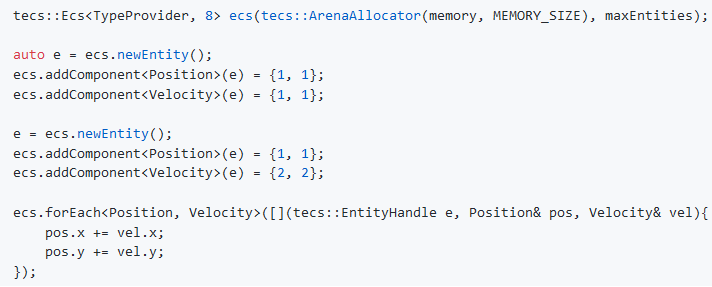 tecs::Ecs<TypeProvider, 8> ecs(tecs::ArenaAllocator(memory, MEMORY_SIZE), maxEntities);
auto e = ecs.newEntity();
ecs.addComponent<Position>(e) = {1, 1};
ecs.addComponent<Velocity>(e) = {1, 1};
e = ecs.newEntity();
ecs.addComponent<Position>(e) = {1, 1};
ecs.addComponent<Velocity>(e) = {2, 2};
ecs.forEach<Position, Velocity>([](tecs::EntityHandle e, Position& pos, Velocity& vel){
    pos.x += vel.x;
    pos.y += vel.y;
});